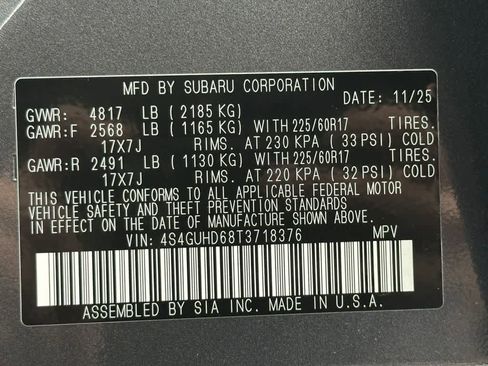 MFD BY SUBARU CORPORATION
DATE: 11/25
GVWR: 4817 LB (2185 KG)
GAWR:F 2568 LB (1165 KG) WITH 225/60R17 TIRES.
17X7J RIMS. AT 230 KPA (33 PSI) COLD
GAWR:R 2491 LB (1130 KG) WITH 225/60R17 TIRES.
17X7J RIMS. AT 220 KPA (32 PSI) COLD
THIS VEHICLE CONFORMS TO ALL APPLICABLE FEDERAL MOTOR
VEHICLE SAFETY AND THEFT PREVENTION STANDARDS
IN EFFECT ON THE DATE OF MANUFACTURE SHOWN ABOVE.
VIN: 4S4GUHD68T3718376 MPV
ASSEMBLED BY SIA INC. MADE IN U.S.A.